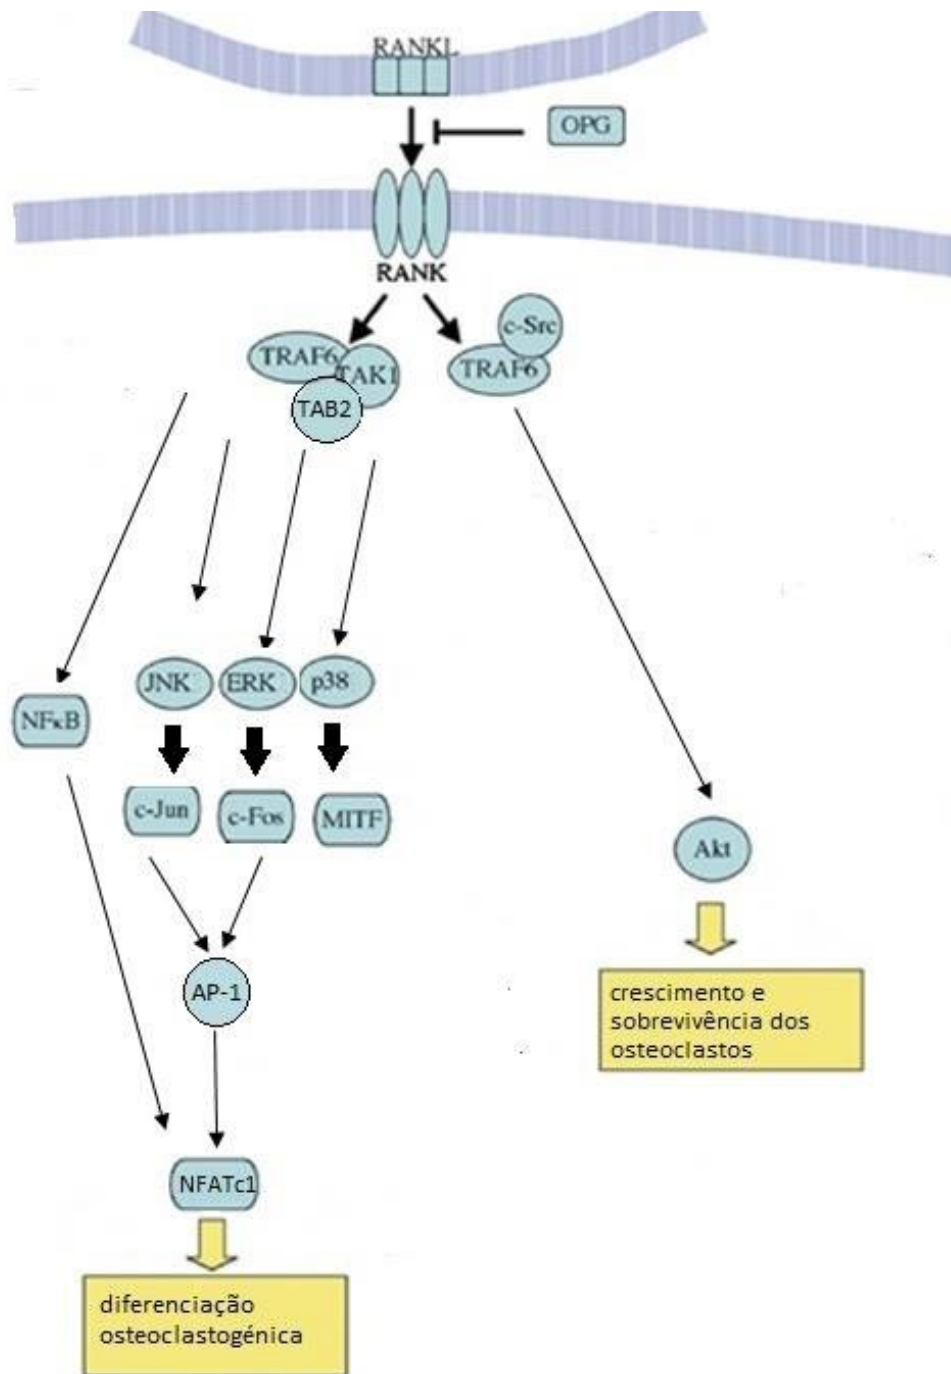 RANKL
OPG
RANK
c-Src
TRAF6
TAK1
TRAF6
TAB2
JNK
ERK
p38
NFκB
c-Jun
c-Fos
MITF
Akt
AP-1
crescimento e
sobrevivência dos
osteoclastos
NFATc1
diferenciação
osteoclastogénica